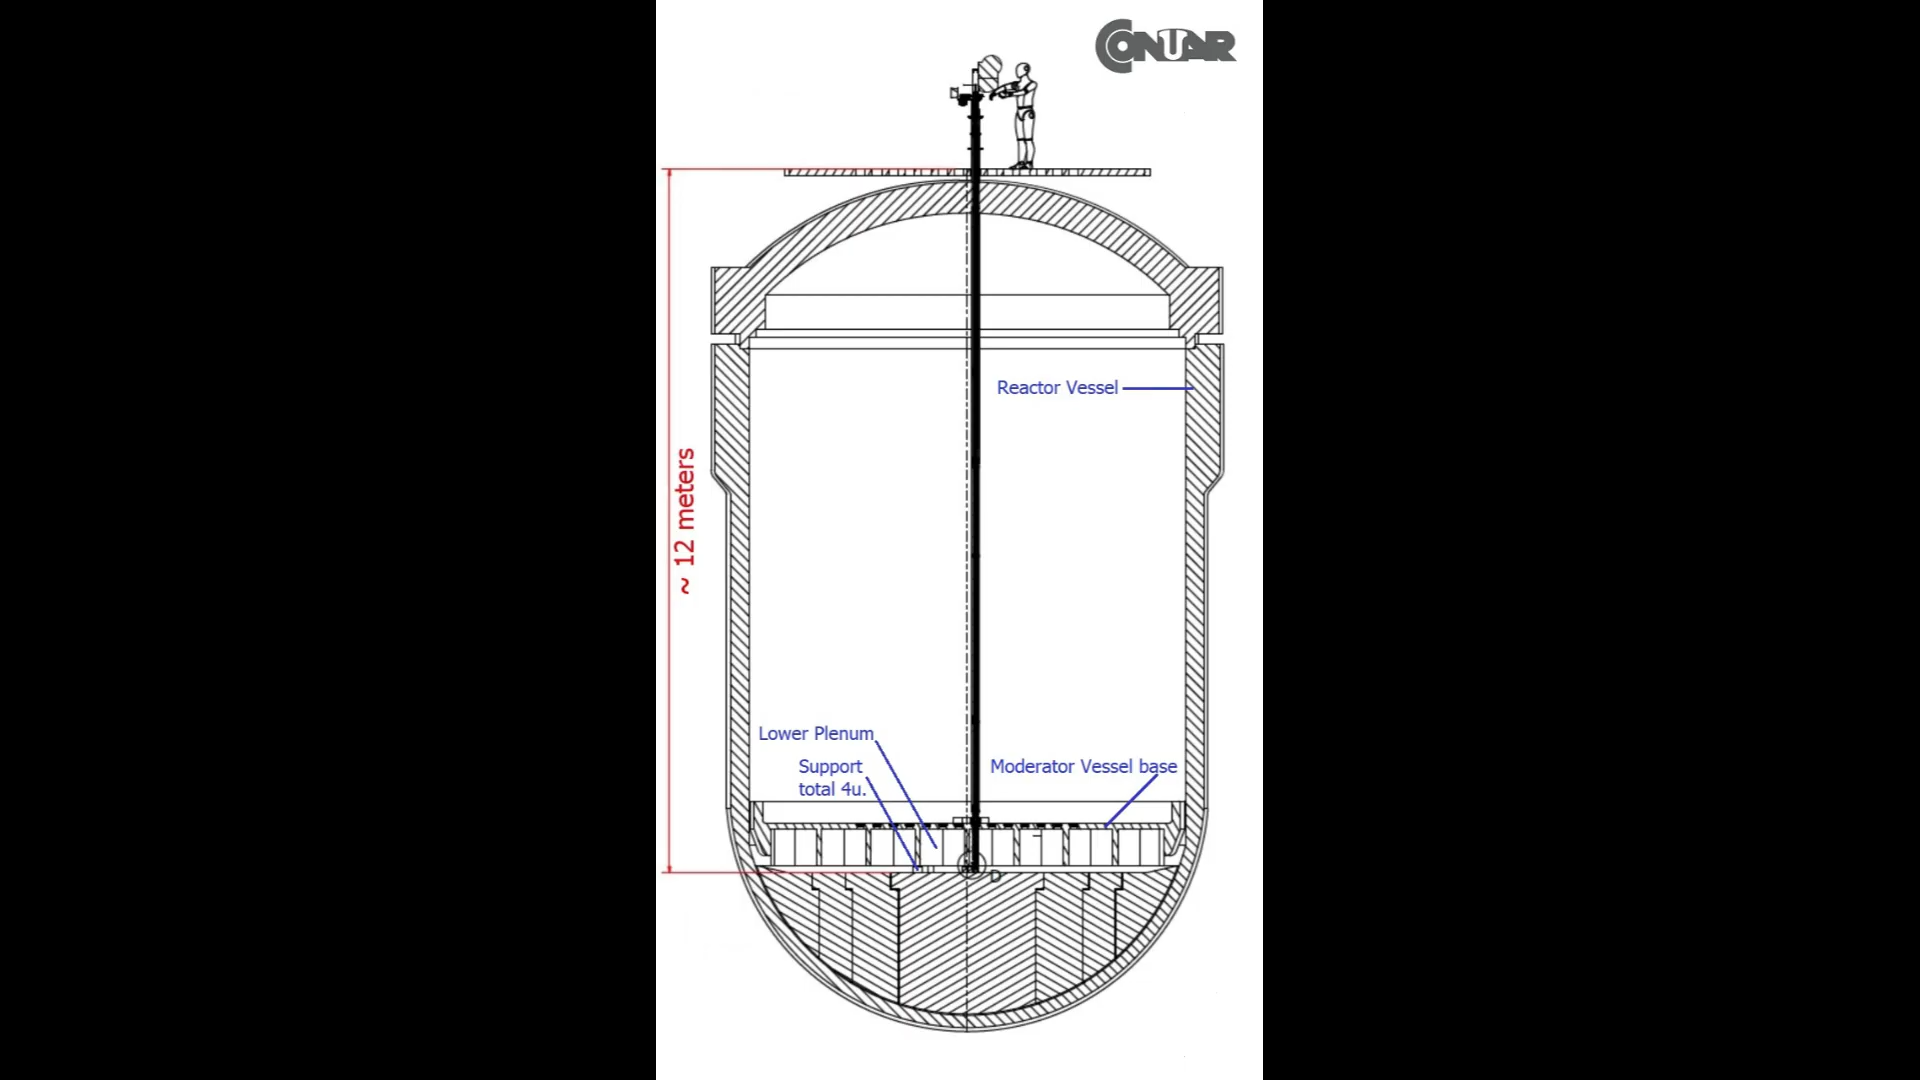 CONUAR
Reactor Vessel
~ 12 meters
Lower Plenum
Support
total 4u.
Moderator Vessel base
D